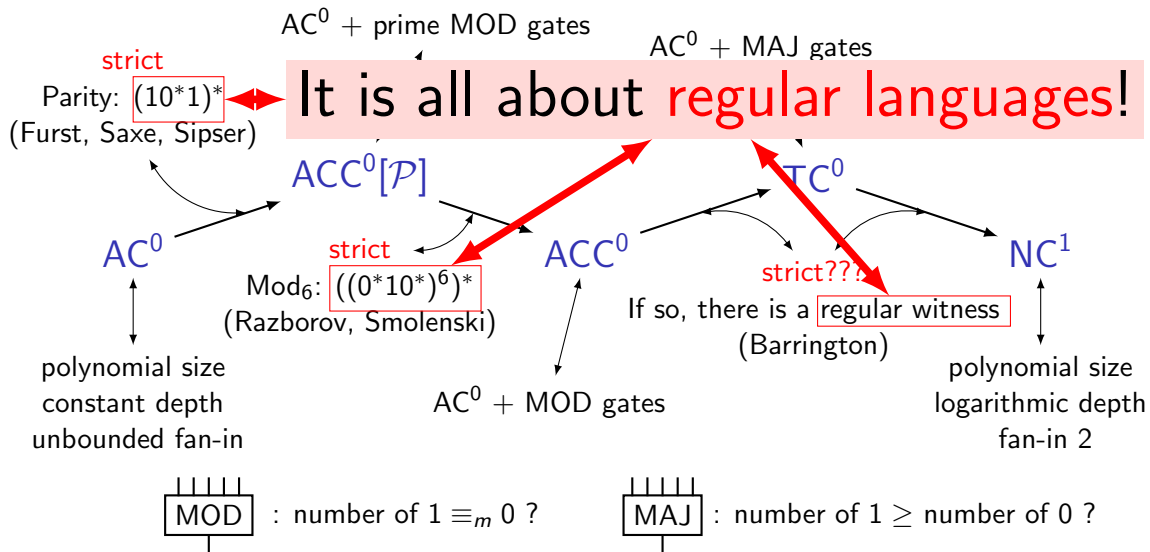 AC⁰ + prime MOD gates
AC⁰ + MAJ gates
strict
Parity: (10*1)*
(Furst, Saxe, Sipser)
It is all about regular languages!
ACC⁰[𝒫]
TC⁰
AC⁰
strict
Mod₆: ((0*10*)⁶)*
(Razborov, Smolenski)
ACC⁰
strict???
If so, there is a regular witness
(Barrington)
NC¹
polynomial size
constant depth
unbounded fan-in
AC⁰ + MOD gates
polynomial size
logarithmic depth
fan-in 2
MOD : number of 1 ≡ₘ 0 ?
MAJ : number of 1 ≥ number of 0 ?